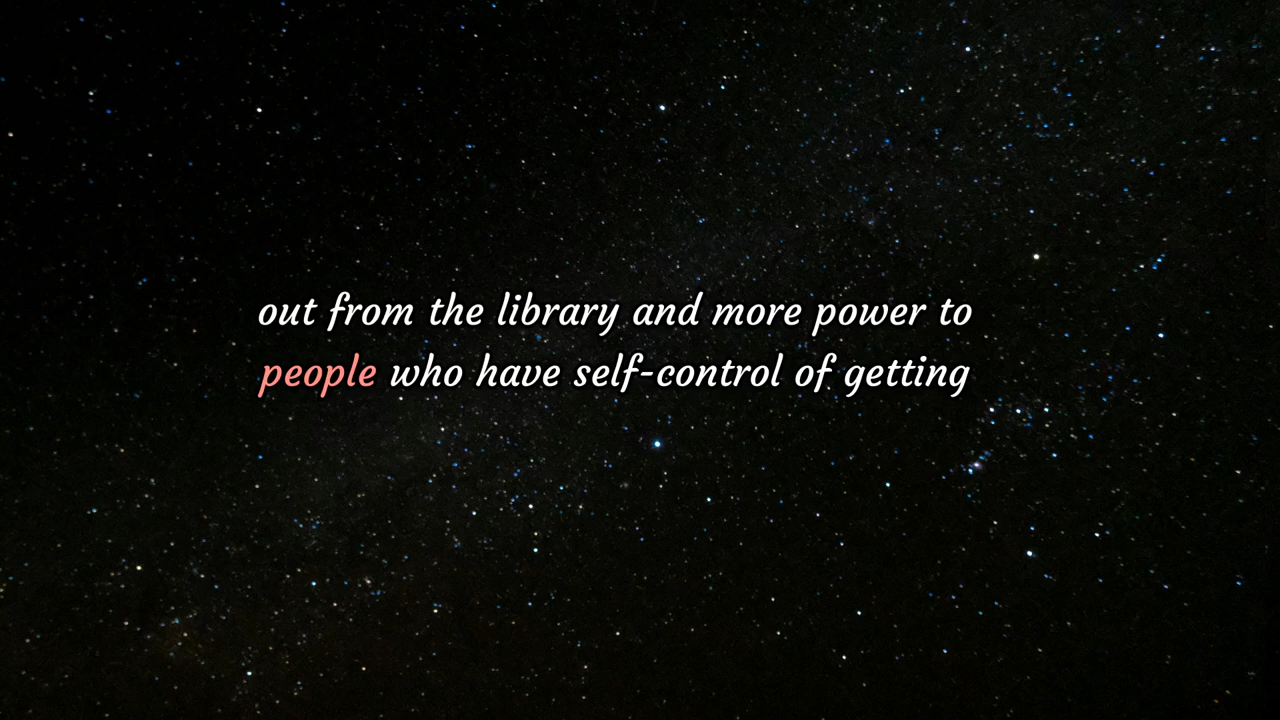 out from the library and more power to
people who have self-control of getting